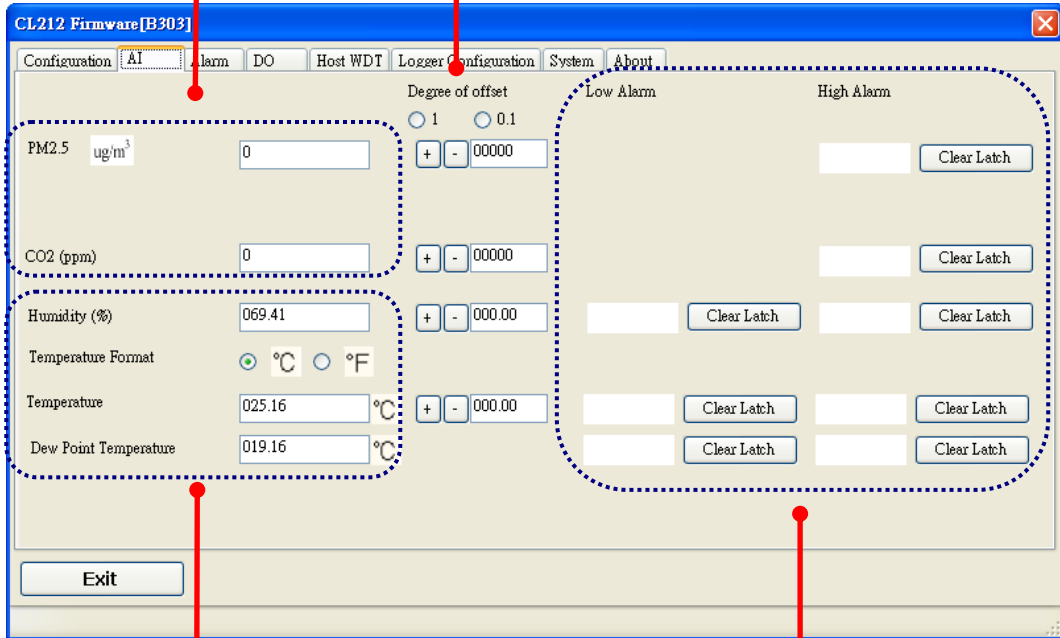 CL212 Firmware[B303]
Configuration AI Alarm DO Host WDT Logger Configuration System About
Degree of offset Low Alarm High Alarm
1 0.1
PM2.5 ug/m³ 0 + - 00000 Clear Latch
CO2 (ppm) 0 + - 00000 Clear Latch
Humidity (%) 069.41 + - 000.00 Clear Latch Clear Latch
Temperature Format °C °F
Temperature 025.16 °C + - 000.00 Clear Latch Clear Latch
Dew Point Temperature 019.16 °C Clear Latch Clear Latch
Exit